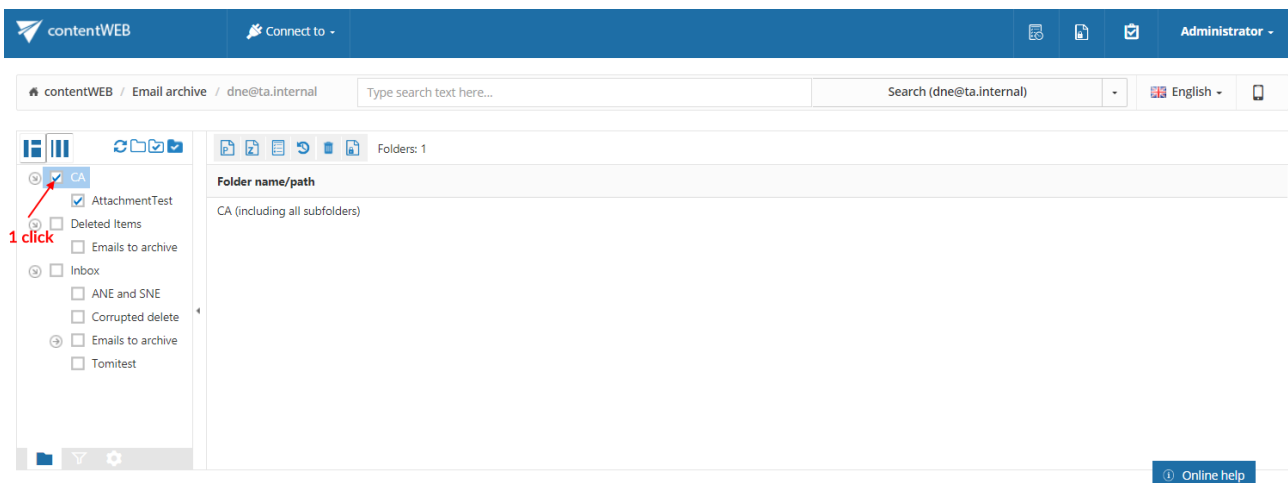 contentWEB
Connect to
Administrator
contentWEB / Email archive / dne@ta.internal
Type search text here...
Search (dne@ta.internal)
English
Folders: 1
CA
AttachmentTest
Deleted Items
1 click
Emails to archive
Inbox
ANE and SNE
Corrupted delete
Emails to archive
Tomitest
Folder name/path
CA (including all subfolders)
Online help